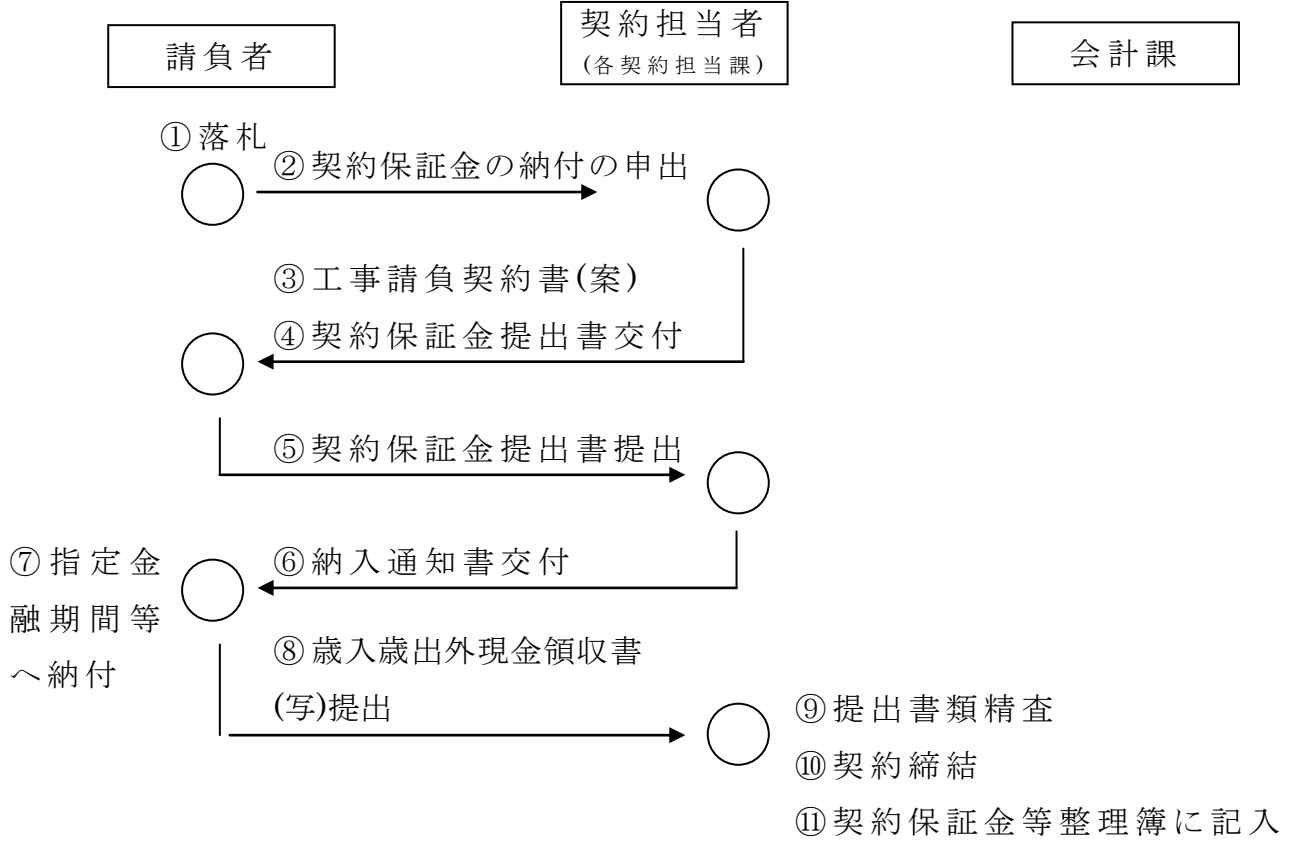 請負者
契約担当者
(各契約担当課)
会計課
①落札
②契約保証金の納付の申出
③工事請負契約書(案)
④契約保証金提出書交付
⑤契約保証金提出書提出
⑥納入通知書交付
⑦指定金
融期間等
へ納付
⑧歳入歳出外現金領収書
(写)提出
⑨提出書類精査
⑩契約締結
⑪契約保証金等整理簿に記入